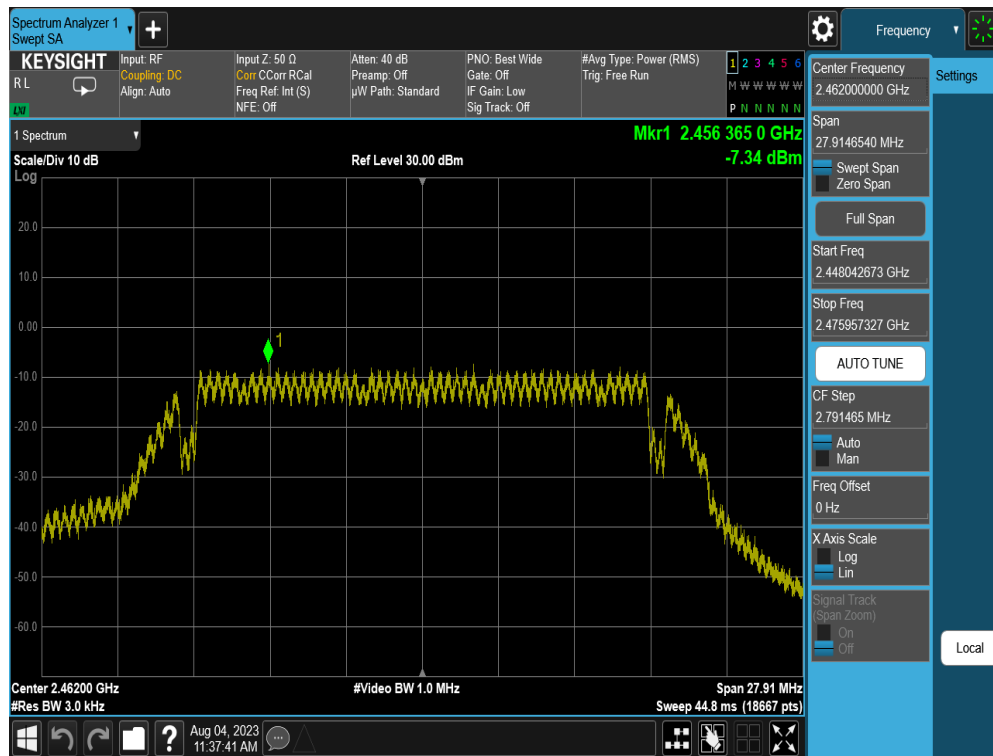 Spectrum Analyzer 1
Swept SA
+
Frequency
KEYSIGHT
R L
LXI
Input: RF
Coupling: DC
Align: Auto
Input Z: 50 Ω
Corr CCorr RCal
Freq Ref: Int (S)
NFE: Off
Atten: 40 dB
Preamp: Off
µW Path: Standard
PNO: Best Wide
Gate: Off
IF Gain: Low
Sig Track: Off
#Avg Type: Power (RMS)
Trig: Free Run
1 2 3 4 5 6
M W W W W W
P N N N N N
1 Spectrum
Scale/Div 10 dB
Log
Ref Level 30.00 dBm
Mkr1 2.456 365 0 GHz
-7.34 dBm
1
20.0
10.0
0.00
-10.0
-20.0
-30.0
-40.0
-50.0
-60.0
Center 2.46200 GHz
#Res BW 3.0 kHz
#Video BW 1.0 MHz
Span 27.91 MHz
Sweep 44.8 ms (18667 pts)
Center Frequency
2.462000000 GHz
Settings
Span
27.9146540 MHz
Swept Span
Zero Span
Full Span
Start Freq
2.448042673 GHz
Stop Freq
2.475957327 GHz
AUTO TUNE
CF Step
2.791465 MHz
Auto
Man
Freq Offset
0 Hz
X Axis Scale
Log
Lin
Signal Track
(Span Zoom)
On
Off
Local
?
Aug 04, 2023
11:37:41 AM